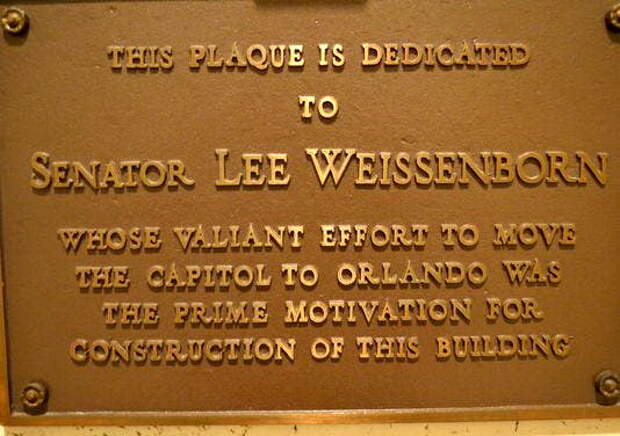 THIS PLAQUE IS DEDICATED
TO
SENATOR LEE WEISSENBORN
WHOSE VALIANT EFFORT TO MOVE
THE CAPITOL TO ORLANDO WAS
THE PRIME MOTIVATION FOR
CONSTRUCTION OF THIS BUILDING